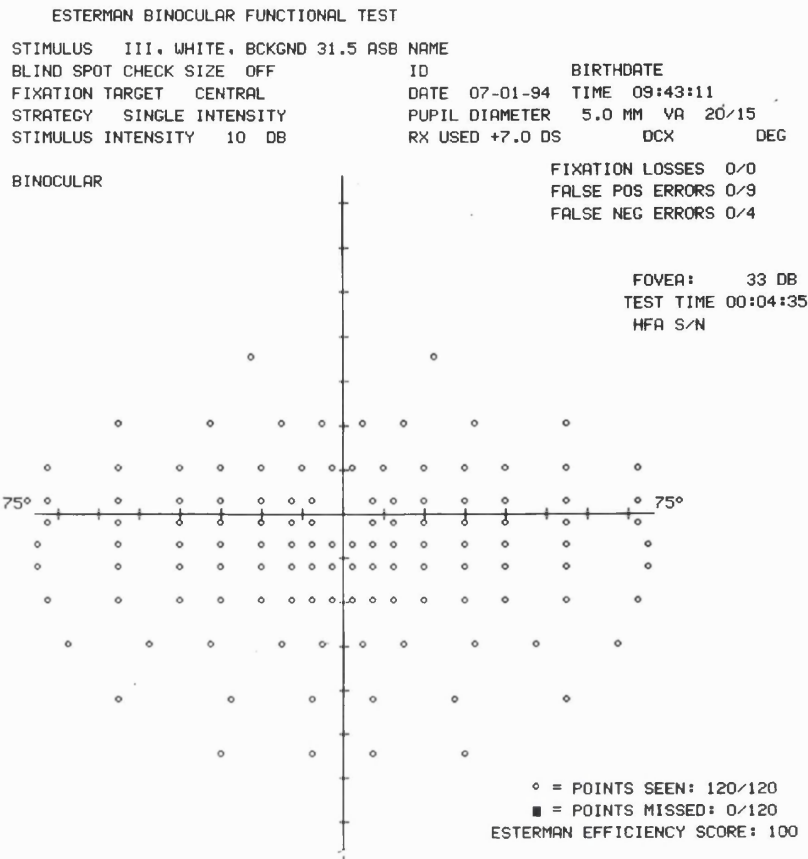 ESTERMAN BINOCULAR FUNCTIONAL TEST
STIMULUS III, WHITE, BCKGND 31.5 ASB NAME
BLIND SPOT CHECK SIZE OFF ID BIRTHDATE
FIXATION TARGET CENTRAL DATE 07-01-94 TIME 09:43:11
STRATEGY SINGLE INTENSITY PUPIL DIAMETER 5.0 MM VA 20/15
STIMULUS INTENSITY 10 DB RX USED +7.0 DS DCX DEG
BINOCULAR
FIXATION LOSSES 0/0
FALSE POS ERRORS 0/9
FALSE NEG ERRORS 0/4
FOVEA: 33 DB
TEST TIME 00:04:35
HFA S/N
75° 75°
° = POINTS SEEN: 120/120
■ = POINTS MISSED: 0/120
ESTERMAN EFFICIENCY SCORE: 100